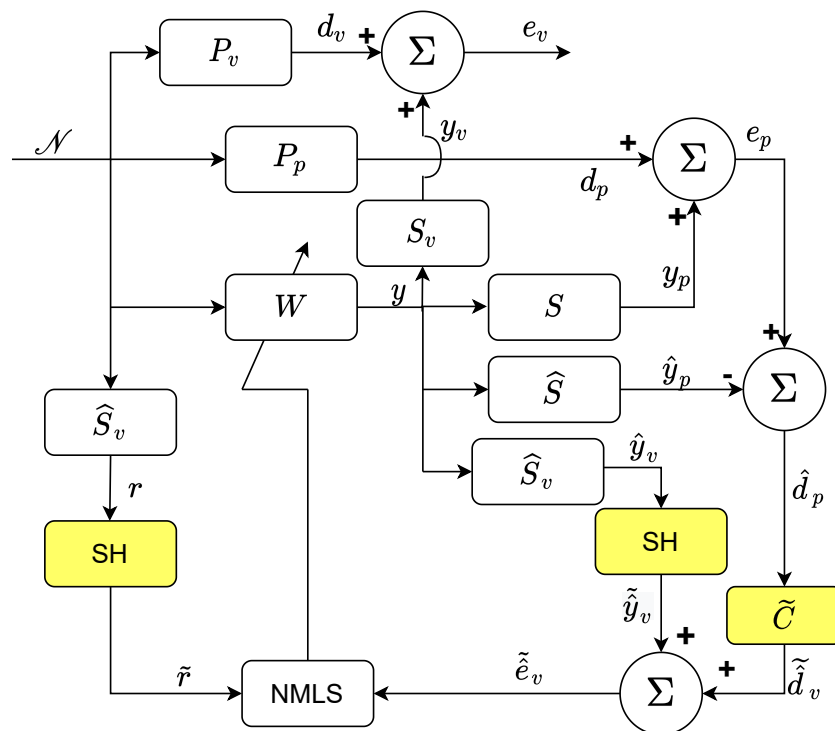 P_v
d_v
+
Σ
e_v
+
𝒩
P_p
y_v
+
d_p
Σ
e_p
+
S_v
W
y
S
y_p
+
Ŝ_v
Ŝ
ŷ_p
-
Σ
r
Ŝ_v
ŷ_v
d̂_p
SH
SH
ỹ̂_v
C̃
+
r̃
NMLS
ẽ̂_v
Σ
+
d̃̂_v